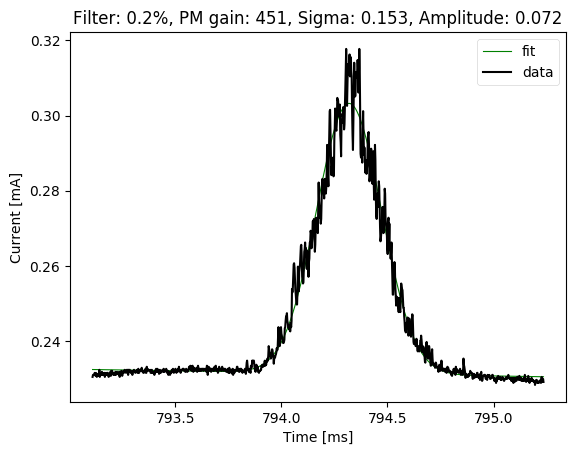 Filter: 0.2%, PM gain: 451, Sigma: 0.153, Amplitude: 0.072
fit
data
Current [mA]
0.32
0.30
0.28
0.26
0.24
793.5 794.0 794.5 795.0
Time [ms]